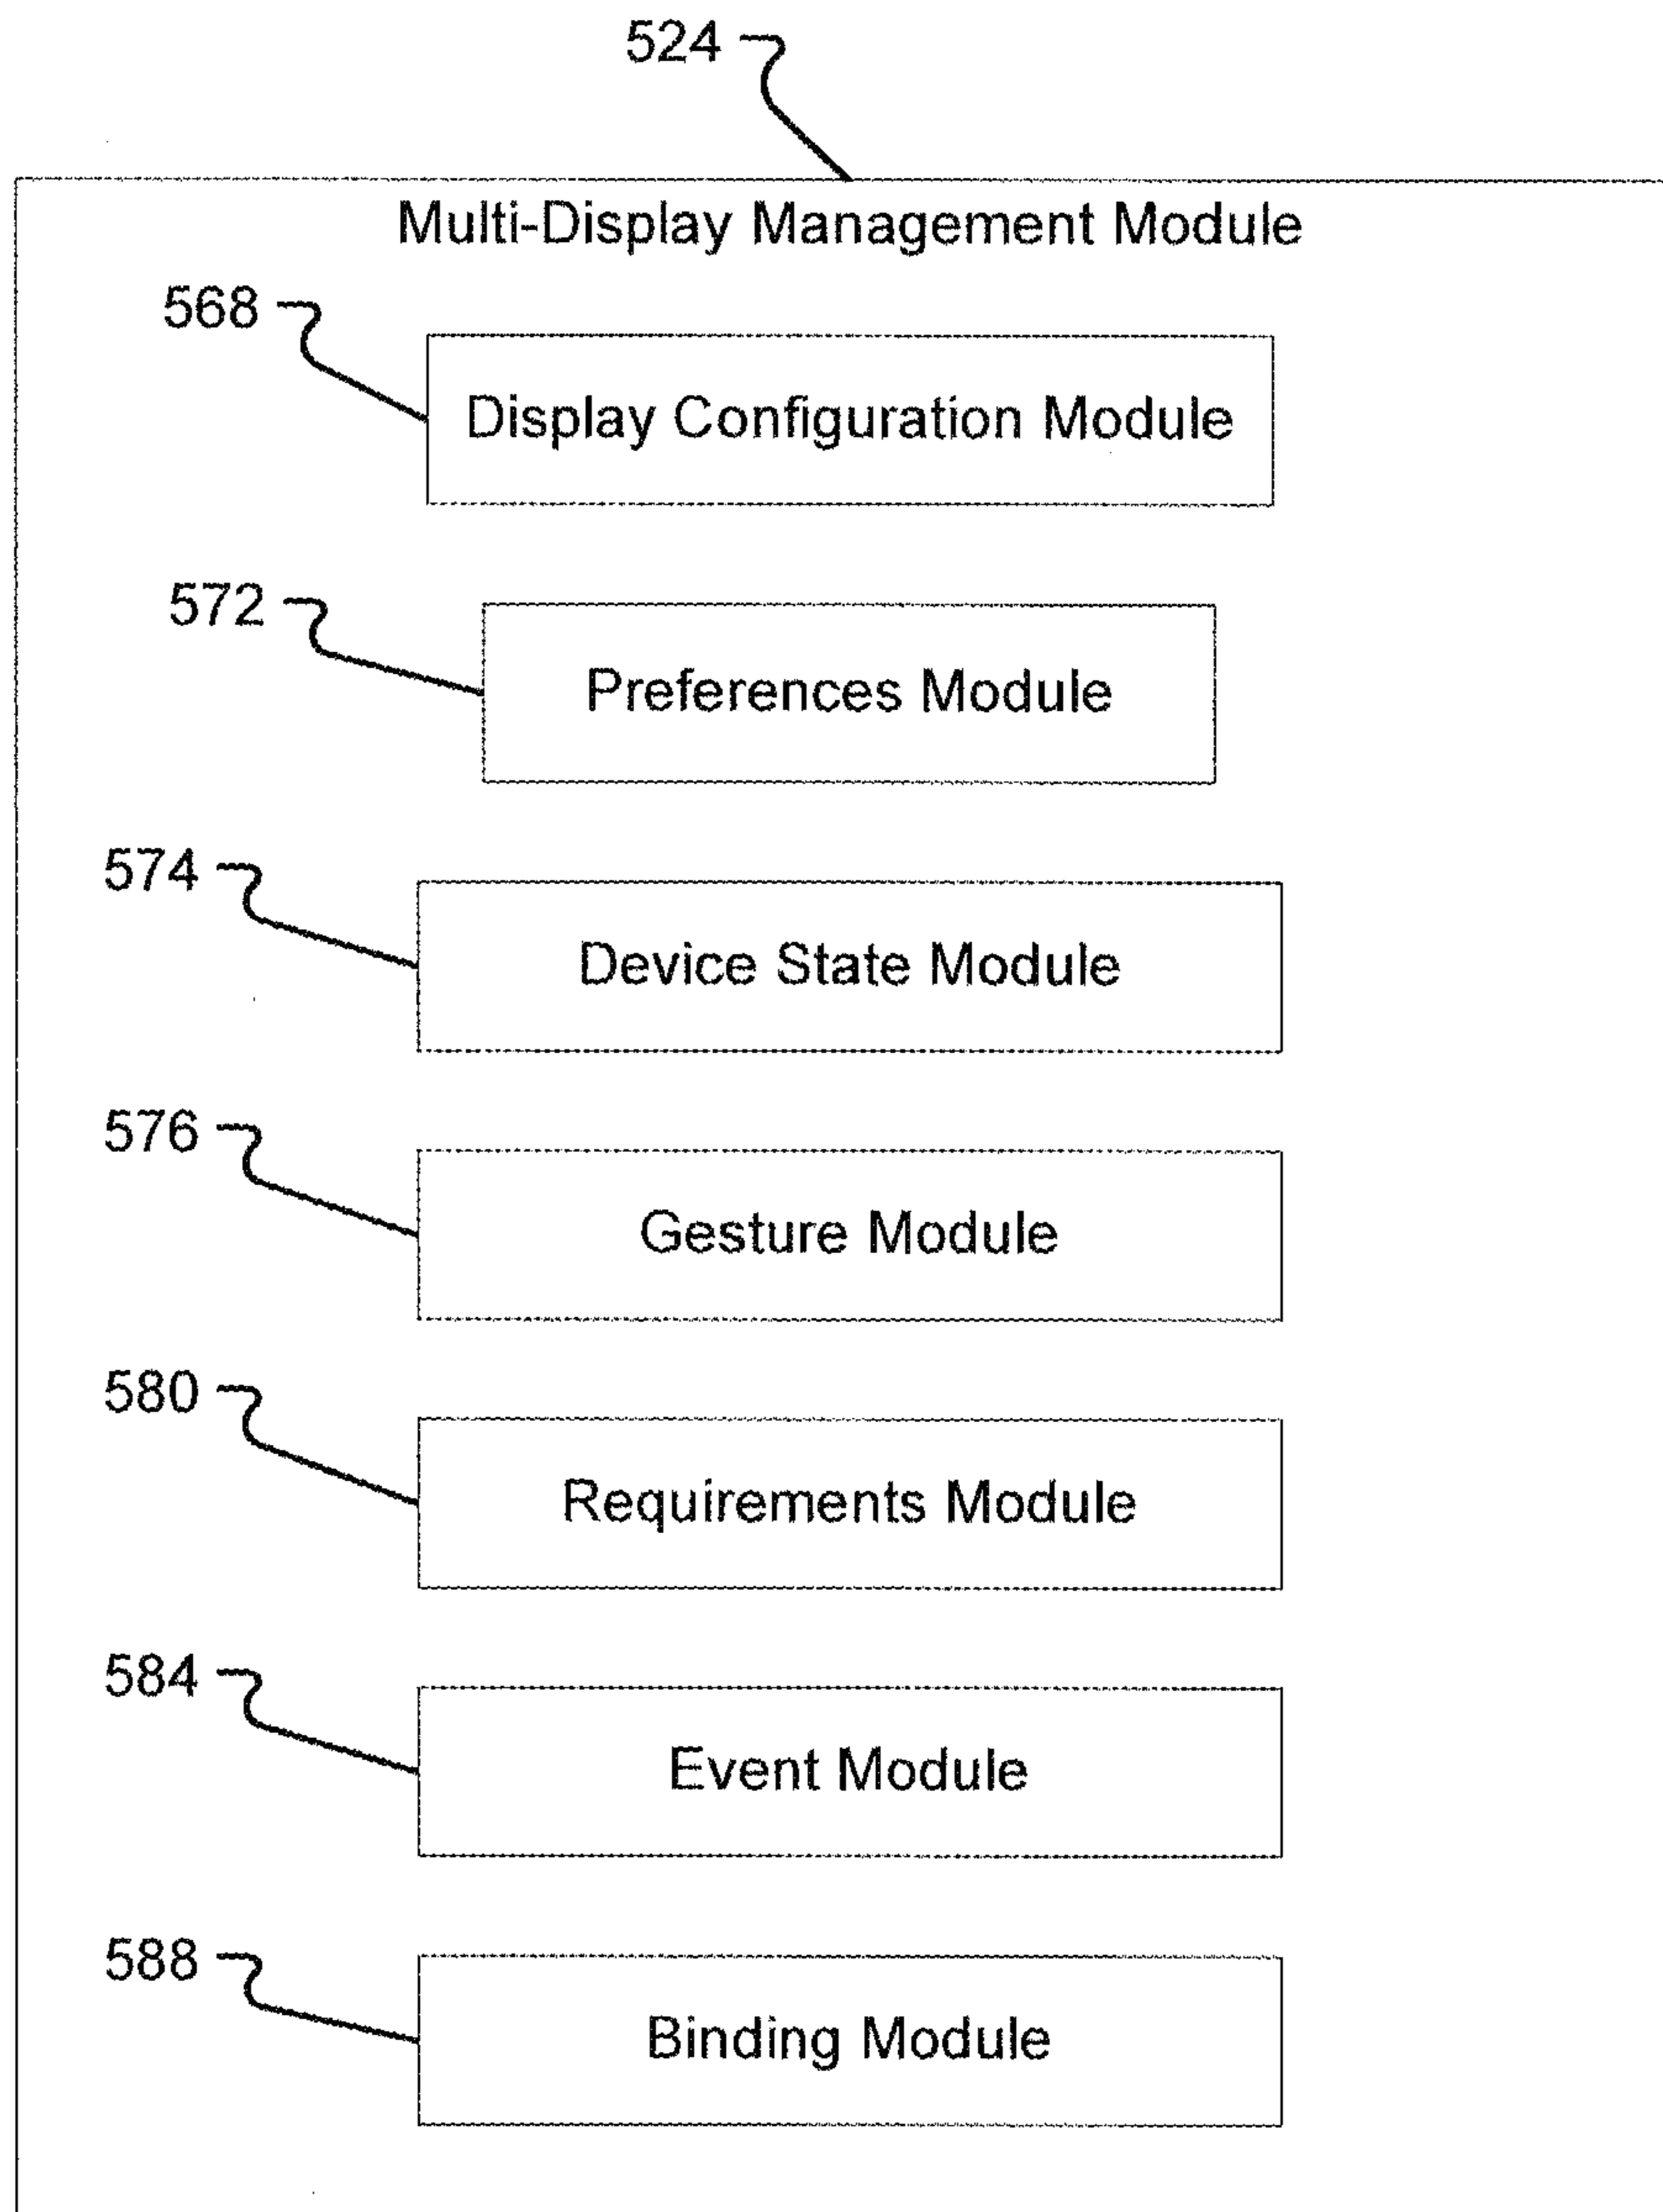 524
Multi-Display Management Module
568
Display Configuration Module
572
Preferences Module
574
Device State Module
576
Gesture Module
580
Requirements Module
584
Event Module
588
Binding Module